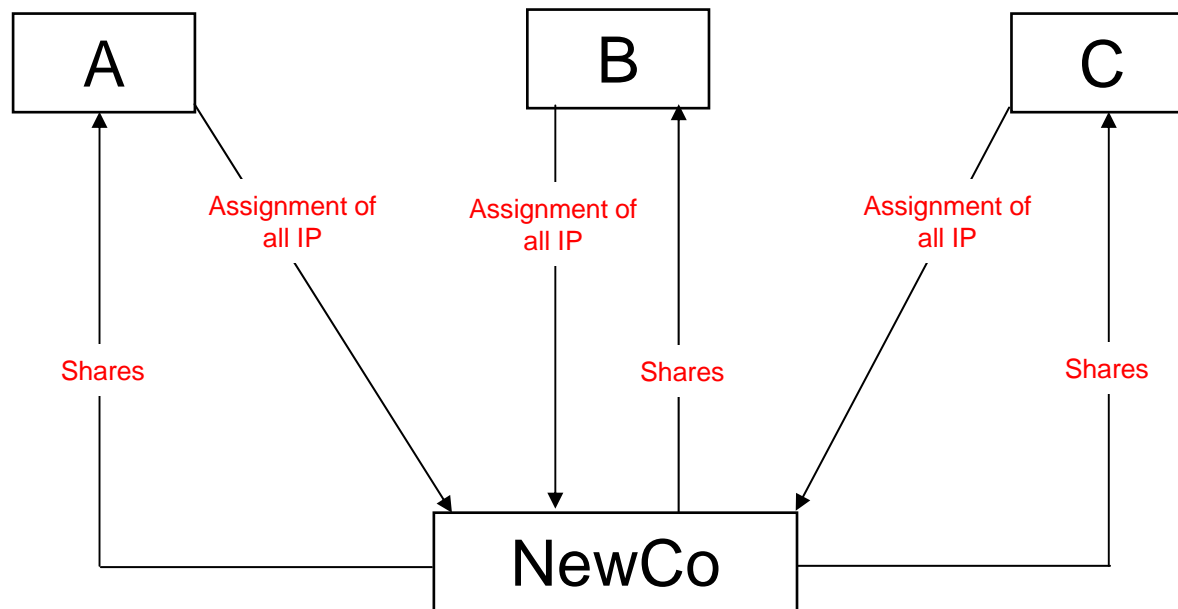 A
B
C
Assignment of
all IP
Assignment of
all IP
Assignment of
all IP
Shares
Shares
Shares
NewCo